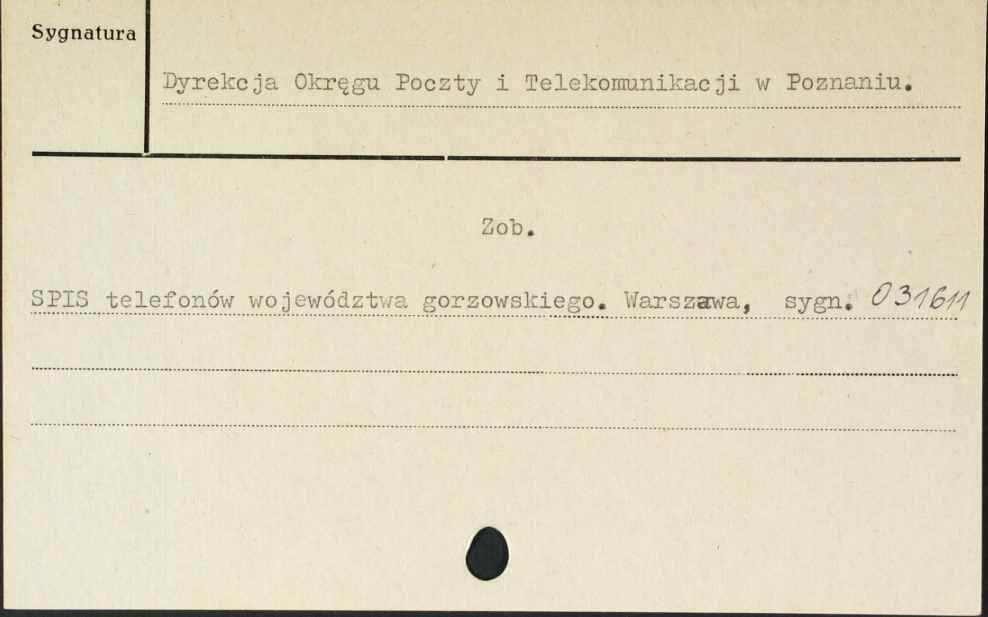 Sygnatura
Dyrekcja Okręgu Poczty i Telekomunikacji w Poznaniu.
Zob.
SPIS telefonów województwa gorzowskiego. Warszawa, sygn. 031611